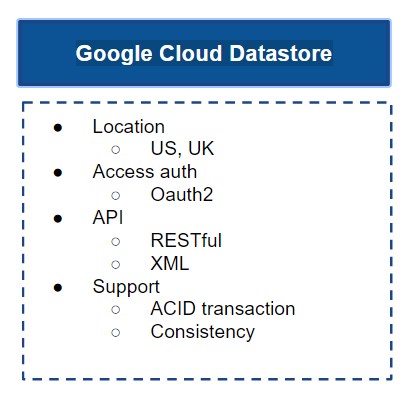 Google Cloud Datastore
● Location
○ US, UK
● Access auth
○ Oauth2
● API
○ RESTful
○ XML
● Support
○ ACID transaction
○ Consistency